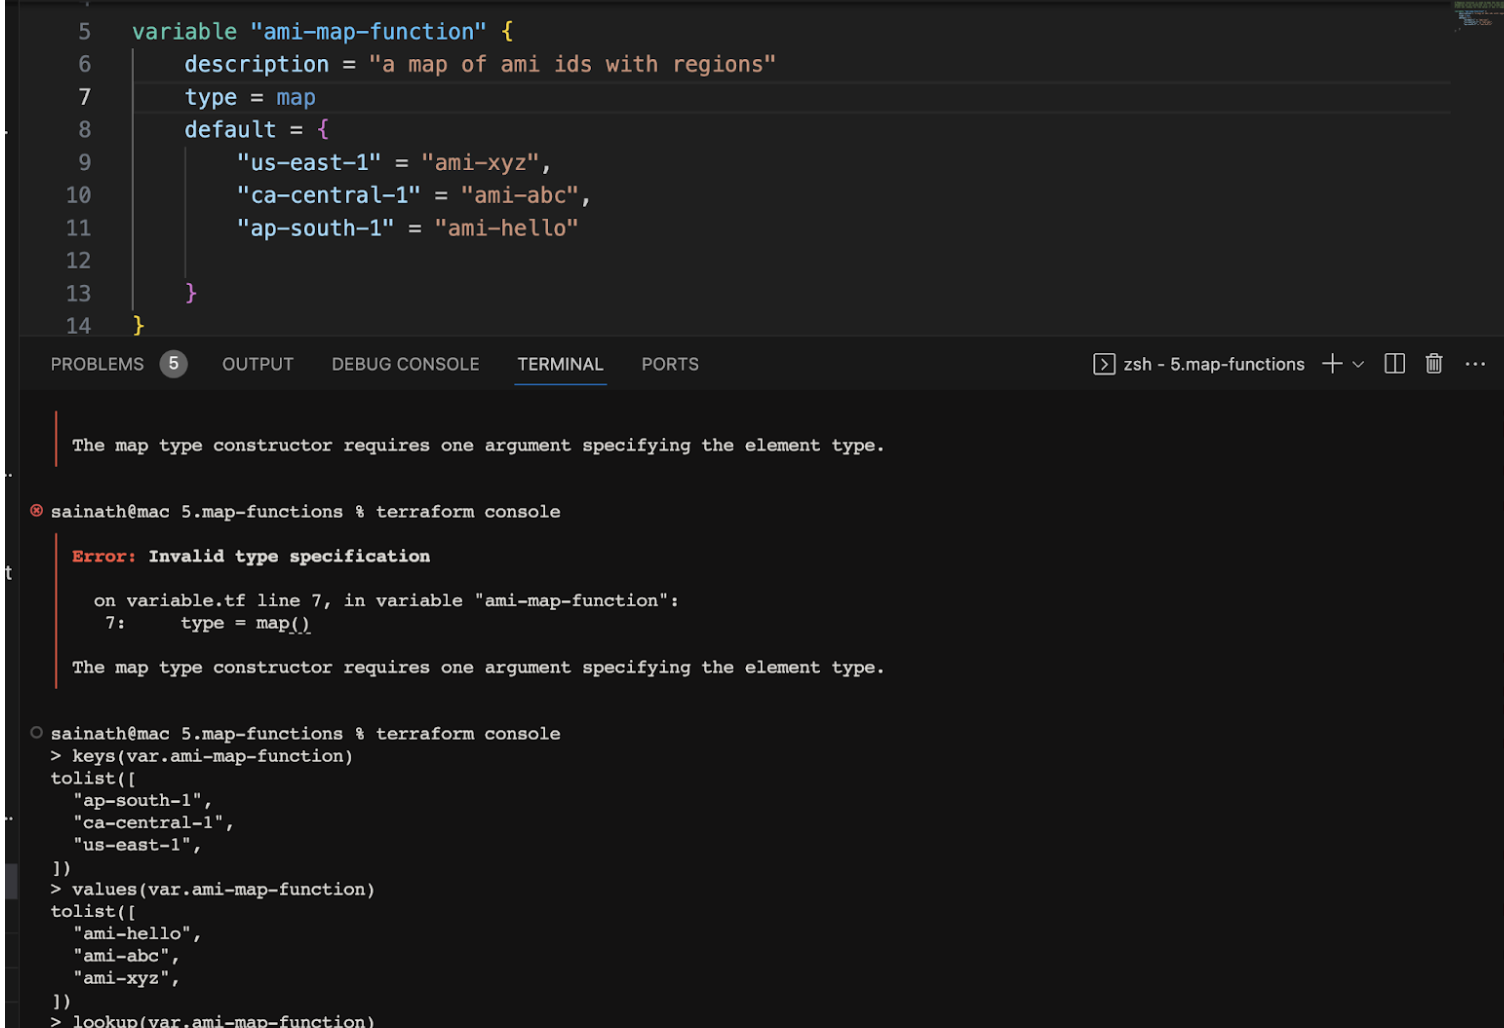 5 variable "ami-map-function" {
6 description = "a map of ami ids with regions"
7 type = map
8 default = {
9 "us-east-1" = "ami-xyz",
10 "ca-central-1" = "ami-abc",
11 "ap-south-1" = "ami-hello"
12
13 }
14 }
PROBLEMS 5 OUTPUT DEBUG CONSOLE TERMINAL PORTS zsh - 5.map-functions
The map type constructor requires one argument specifying the element type.
sainath@mac 5.map-functions % terraform console
Error: Invalid type specification
on variable.tf line 7, in variable "ami-map-function":
7: type = map()
The map type constructor requires one argument specifying the element type.
sainath@mac 5.map-functions % terraform console
> keys(var.ami-map-function)
tolist([
"ap-south-1",
"ca-central-1",
"us-east-1",
])
> values(var.ami-map-function)
tolist([
"ami-hello",
"ami-abc",
"ami-xyz",
])
> lookup(var.ami-map-function)